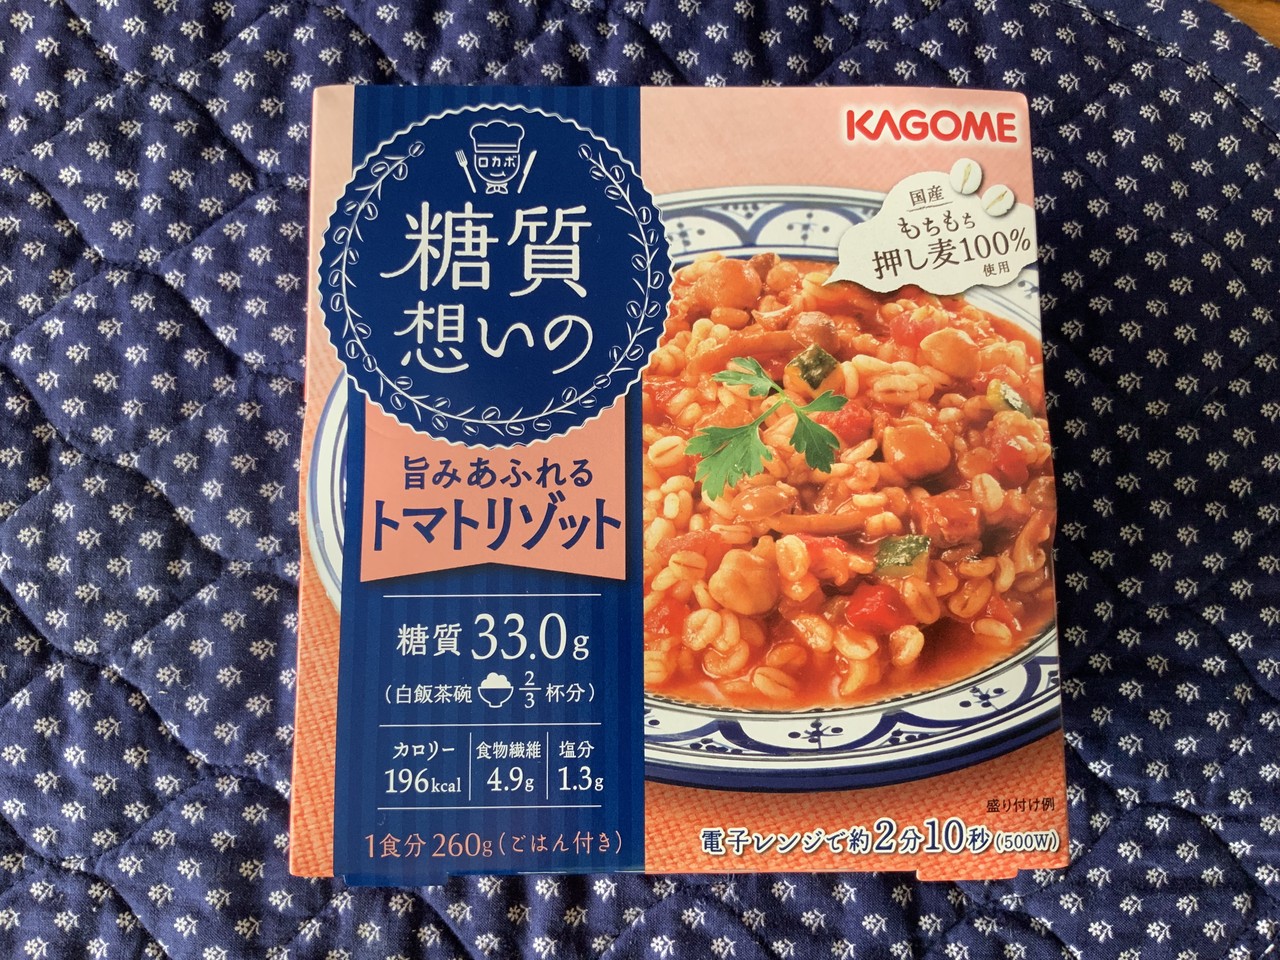 KAGOME
ロカボ
糖質
想いの
国産
もちもち
押し麦100%
使用
旨みあふれる
トマトリゾット
糖質33.0g
(白飯茶碗 2/3 杯分)
カロリー 食物繊維 塩分
196kcal 4.9g 1.3g
1食分 260g(ごはん付き)
盛り付け例
電子レンジで約2分10秒(500W)